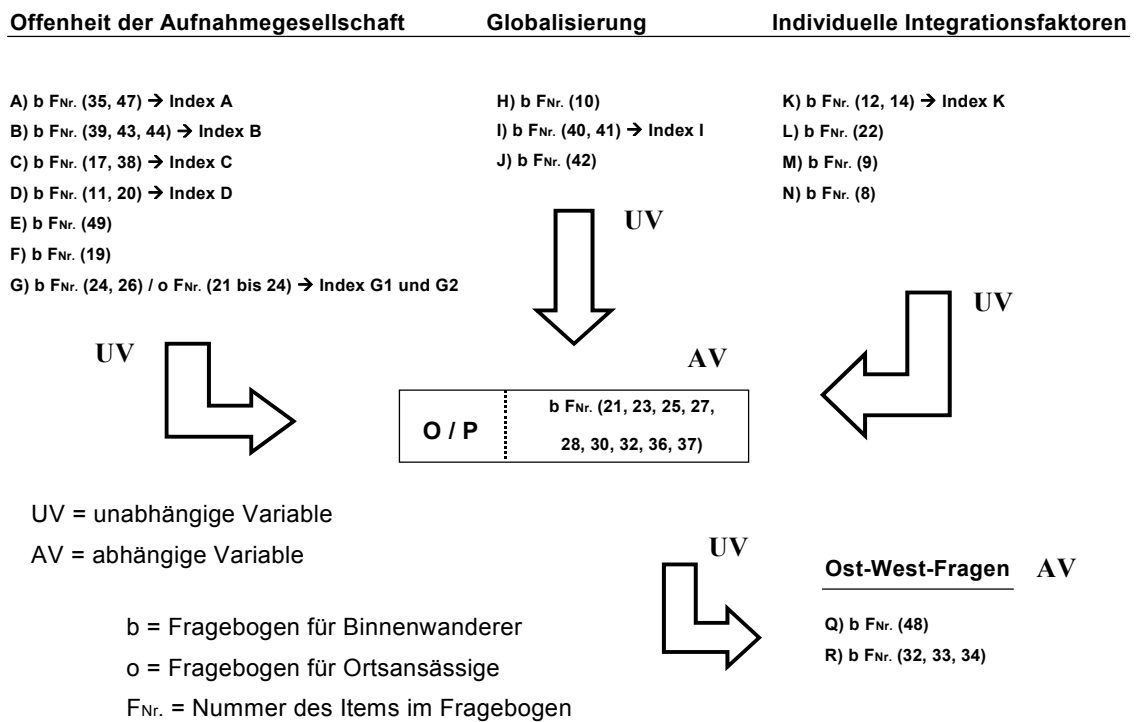 Offenheit der Aufnahmegesellschaft
A) b FNr. (35, 47) → Index A
B) b FNr. (39, 43, 44) → Index B
C) b FNr. (17, 38) → Index C
D) b FNr. (11, 20) → Index D
E) b FNr. (49)
F) b FNr. (19)
G) b FNr. (24, 26) / o FNr. (21 bis 24) → Index G1 und G2
Globalisierung
H) b FNr. (10)
I) b FNr. (40, 41) → Index I
J) b FNr. (42)
Individuelle Integrationsfaktoren
K) b FNr. (12, 14) → Index K
L) b FNr. (22)
M) b FNr. (9)
N) b FNr. (8)
UV
UV
UV
AV
O / P
b FNr. (21, 23, 25, 27,
28, 30, 32, 36, 37)
UV = unabhängige Variable
AV = abhängige Variable
UV
Ost-West-Fragen AV
Q) b FNr. (48)
R) b FNr. (32, 33, 34)
b = Fragebogen für Binnenwanderer
o = Fragebogen für Ortsansässige
FNr. = Nummer des Items im Fragebogen